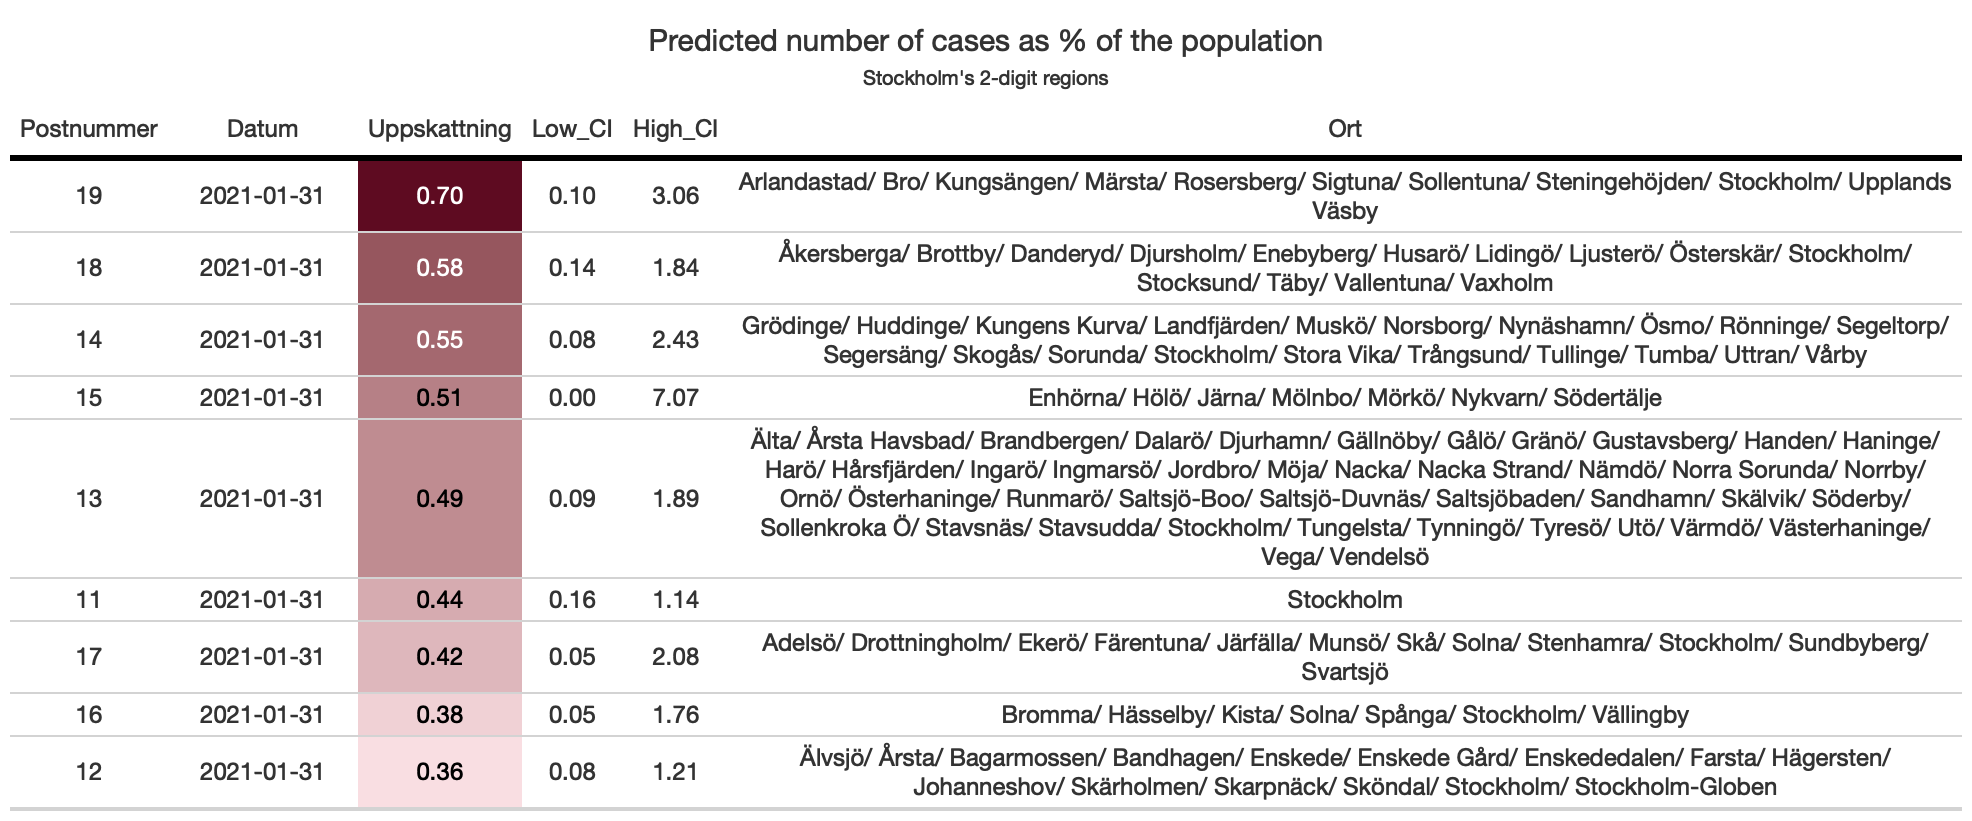 Predicted number of cases as % of the population
Stockholm's 2-digit regions
Postnummer Datum Uppskattning Low_CI High_CI Ort
19 2021-01-31 0.70 0.10 3.06 Arlandastad/ Bro/ Kungsängen/ Märsta/ Rosersberg/ Sigtuna/ Sollentuna/ Steningehöjden/ Stockholm/ Upplands
Väsby
18 2021-01-31 0.58 0.14 1.84 Åkersberga/ Brottby/ Danderyd/ Djursholm/ Enebyberg/ Husarö/ Lidingö/ Ljusterö/ Österskär/ Stockholm/
Stocksund/ Täby/ Vallentuna/ Vaxholm
14 2021-01-31 0.55 0.08 2.43 Grödinge/ Huddinge/ Kungens Kurva/ Landfjärden/ Muskö/ Norsborg/ Nynäshamn/ Ösmo/ Rönninge/ Segeltorp/
Segersäng/ Skogås/ Sorunda/ Stockholm/ Stora Vika/ Trångsund/ Tullinge/ Tumba/ Uttran/ Vårby
15 2021-01-31 0.51 0.00 7.07 Enhörna/ Hölö/ Järna/ Mölnbo/ Mörkö/ Nykvarn/ Södertälje
Älta/ Årsta Havsbad/ Brandbergen/ Dalarö/ Djurhamn/ Gällnöby/ Gålö/ Gränö/ Gustavsberg/ Handen/ Haninge/
Harö/ Hårsfjärden/ Ingarö/ Ingmarsö/ Jordbro/ Möja/ Nacka/ Nacka Strand/ Nämdö/ Norra Sorunda/ Norrby/
13 2021-01-31 0.49 0.09 1.89 Ornö/ Österhaninge/ Runmarö/ Saltsjö-Boo/ Saltsjö-Duvnäs/ Saltsjöbaden/ Sandhamn/ Skälvik/ Söderby/
Sollenkroka Ö/ Stavsnäs/ Stavsudda/ Stockholm/ Tungelsta/ Tynningö/ Tyresö/ Utö/ Värmdö/ Västerhaninge/
Vega/ Vendelsö
11 2021-01-31 0.44 0.16 1.14 Stockholm
17 2021-01-31 0.42 0.05 2.08 Adelsö/ Drottningholm/ Ekerö/ Färentuna/ Järfälla/ Munsö/ Skå/ Solna/ Stenhamra/ Stockholm/ Sundbyberg/
Svartsjö
16 2021-01-31 0.38 0.05 1.76 Bromma/ Hässelby/ Kista/ Solna/ Spånga/ Stockholm/ Vällingby
12 2021-01-31 0.36 0.08 1.21 Älvsjö/ Årsta/ Bagarmossen/ Bandhagen/ Enskede/ Enskede Gård/ Enskededalen/ Farsta/ Hägersten/
Johanneshov/ Skärholmen/ Skarpnäck/ Sköndal/ Stockholm/ Stockholm-Globen